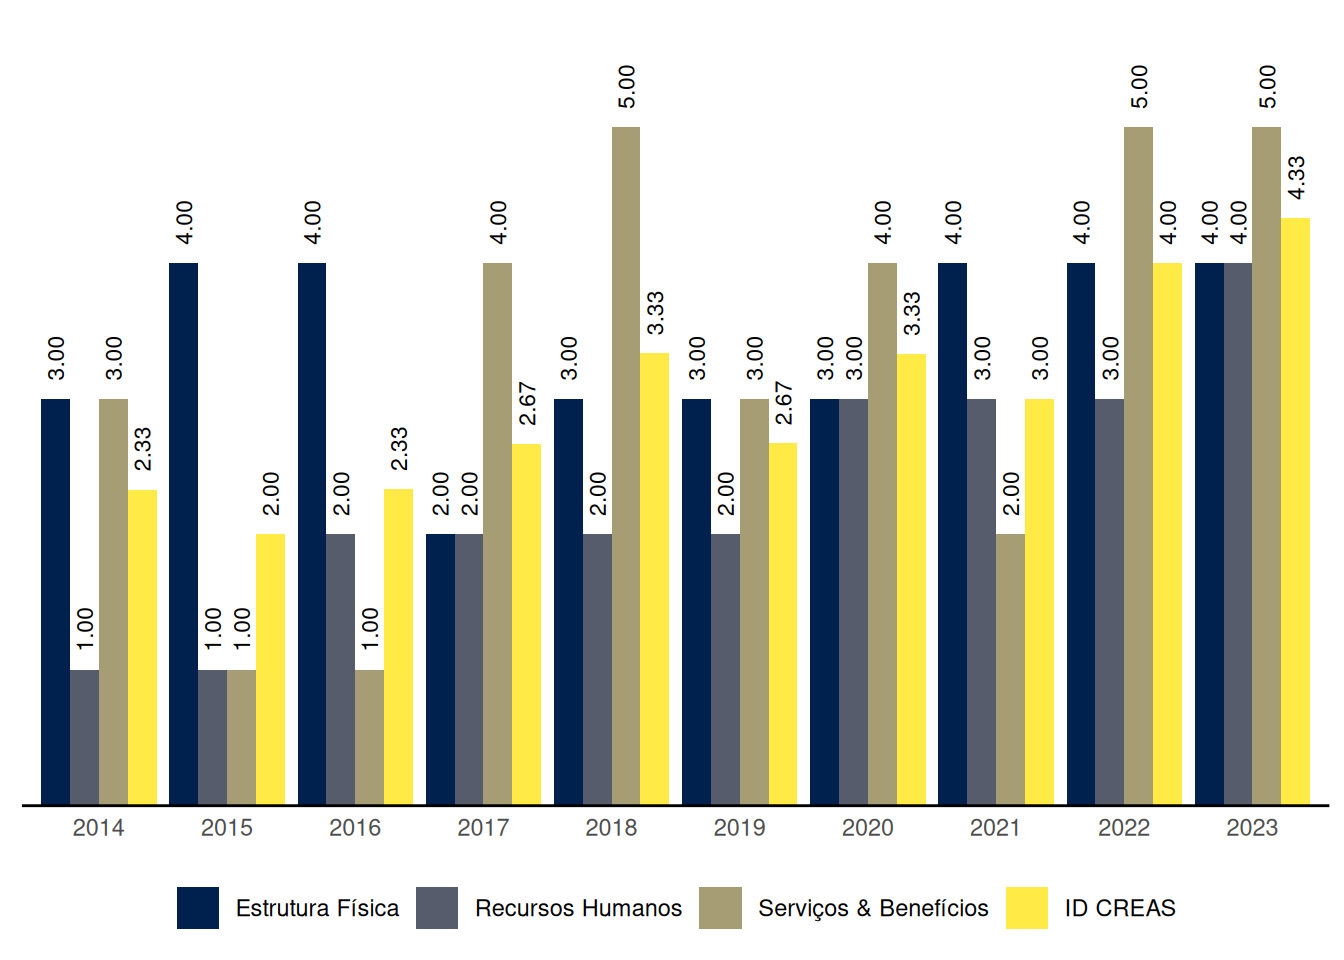 5.00 5.00 5.00
4.33
4.00 4.00 4.00 4.00 4.00 4.00 4.00 4.00 4.00
3.33 3.33
3.00 3.00 3.00 3.00 3.00 3.00 3.00 3.00 3.00 3.00
2.67 2.67
2.33 2.33
2.00 2.00 2.00 2.00 2.00 2.00 2.00
1.00 1.00 1.00 1.00
2014 2015 2016 2017 2018 2019 2020 2021 2022 2023
Estrutura Física Recursos Humanos Serviços & Benefícios ID CREAS